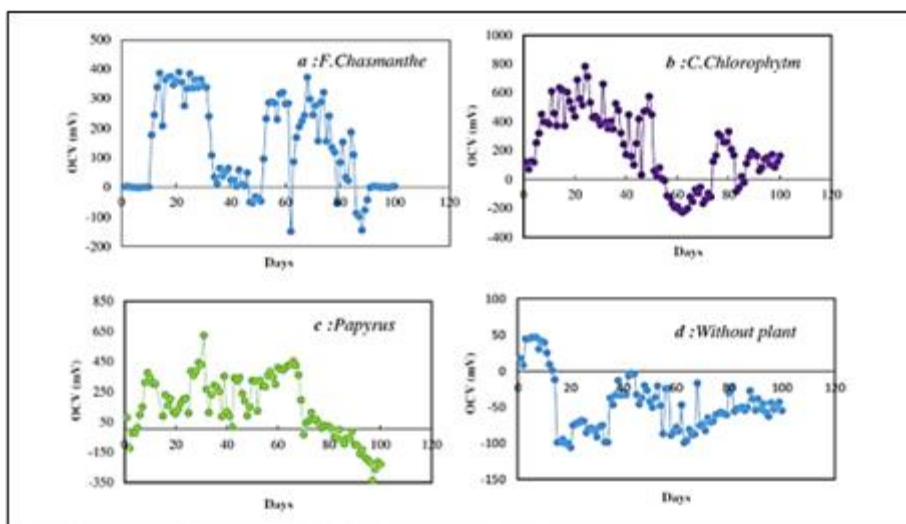 a :F.Chasmanthe
500
400
300
200
100
0
-100
-200
0 20 40 60 80 100 120
OCV (mV)
Days
b :C.Chlorophytm
1000
800
600
400
200
0
-200
-400
0 20 40 60 80 100 120
OCV (mV)
Days
c :Papyrus
850
650
450
250
50
-150
-350
0 20 40 60 80 100 120
OCV (mV)
Days
d :Without plant
100
50
0
-50
-100
-150
0 20 40 60 80 100 120
OCV (mV)
Days